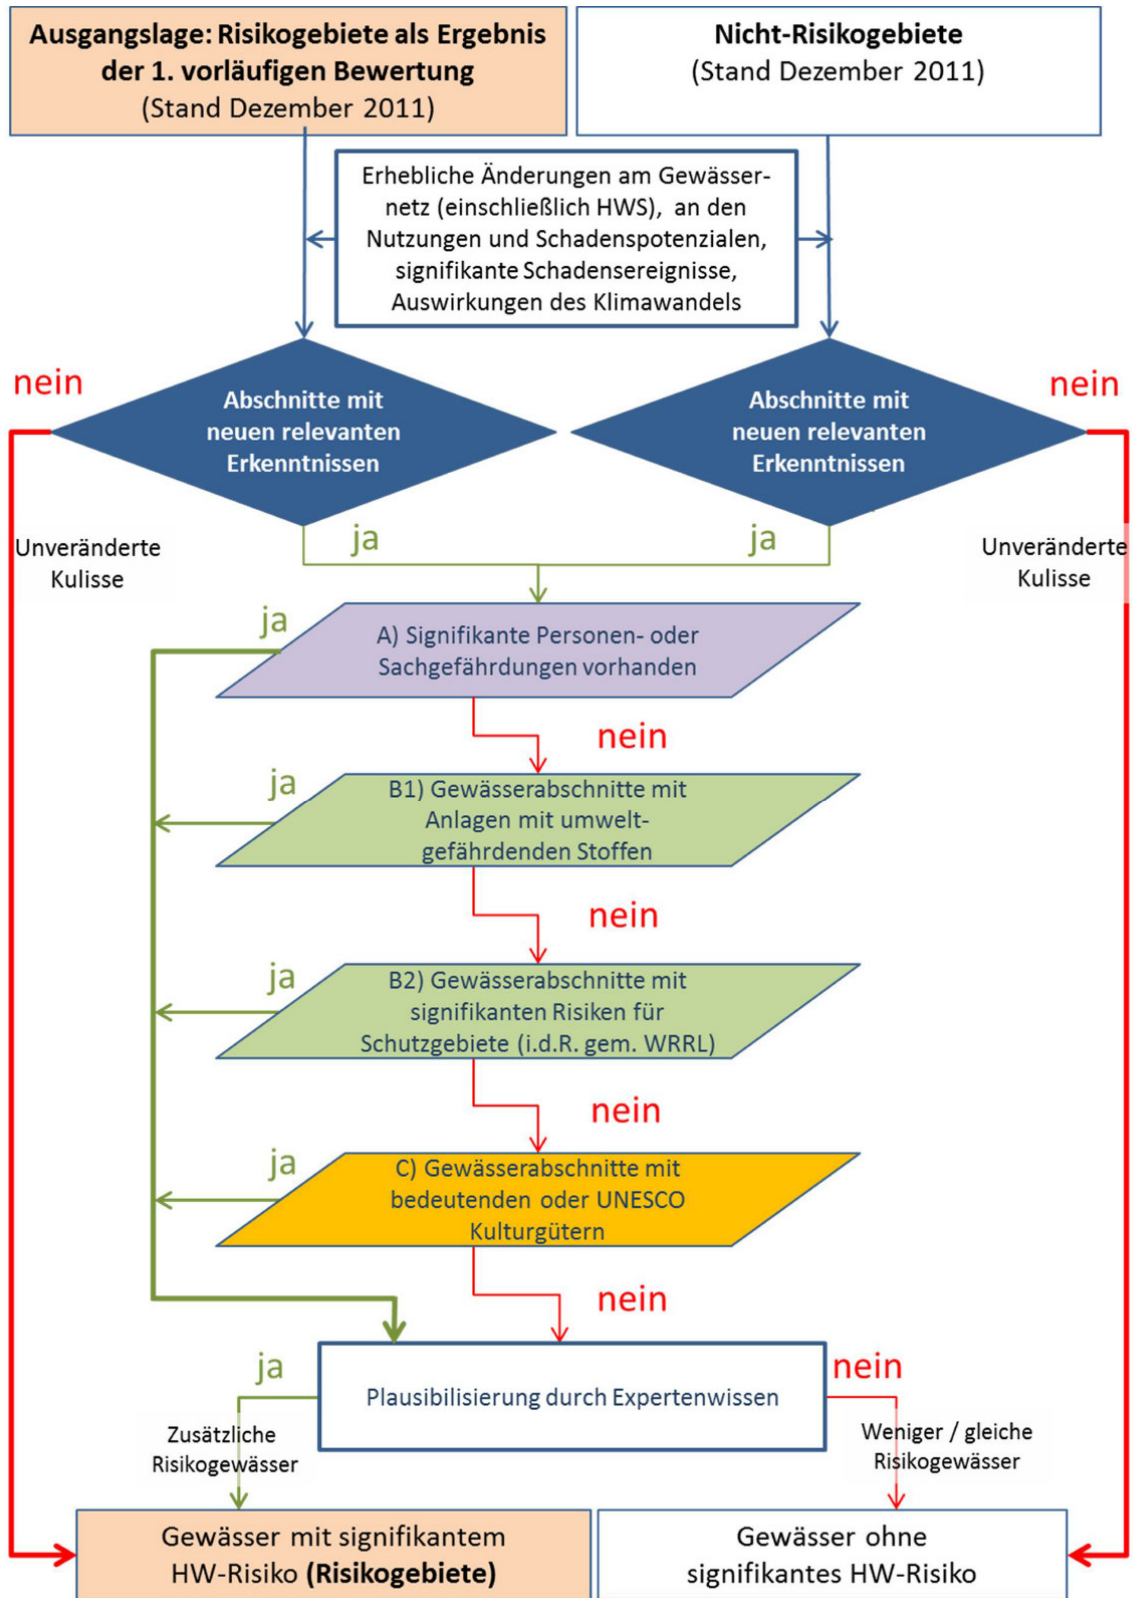 Ausgangslage: Risikogebiete als Ergebnis
der 1. vorläufigen Bewertung
(Stand Dezember 2011)
Nicht-Risikogebiete
(Stand Dezember 2011)
Erhebliche Änderungen am Gewässer-
netz (einschließlich HWS), an den
Nutzungen und Schadenspotenzialen,
signifikante Schadensereignisse,
Auswirkungen des Klimawandels
nein
Abschnitte mit
neuen relevanten
Erkenntnissen
Abschnitte mit
neuen relevanten
Erkenntnissen
nein
Unveränderte
Kulisse
ja
ja
Unveränderte
Kulisse
ja
A) Signifikante Personen- oder
Sachgefährdungen vorhanden
nein
ja
B1) Gewässerabschnitte mit
Anlagen mit umwelt-
gefährdenden Stoffen
nein
ja
B2) Gewässerabschnitte mit
signifikanten Risiken für
Schutzgebiete (i.d.R. gem. WRRL)
nein
ja
C) Gewässerabschnitte mit
bedeutenden oder UNESCO
Kulturgütern
nein
ja
Plausibilisierung durch Expertenwissen
nein
Zusätzliche
Risikogewässer
Weniger / gleiche
Risikogewässer
Gewässer mit signifikantem
HW-Risiko (Risikogebiete)
Gewässer ohne
signifikantes HW-Risiko